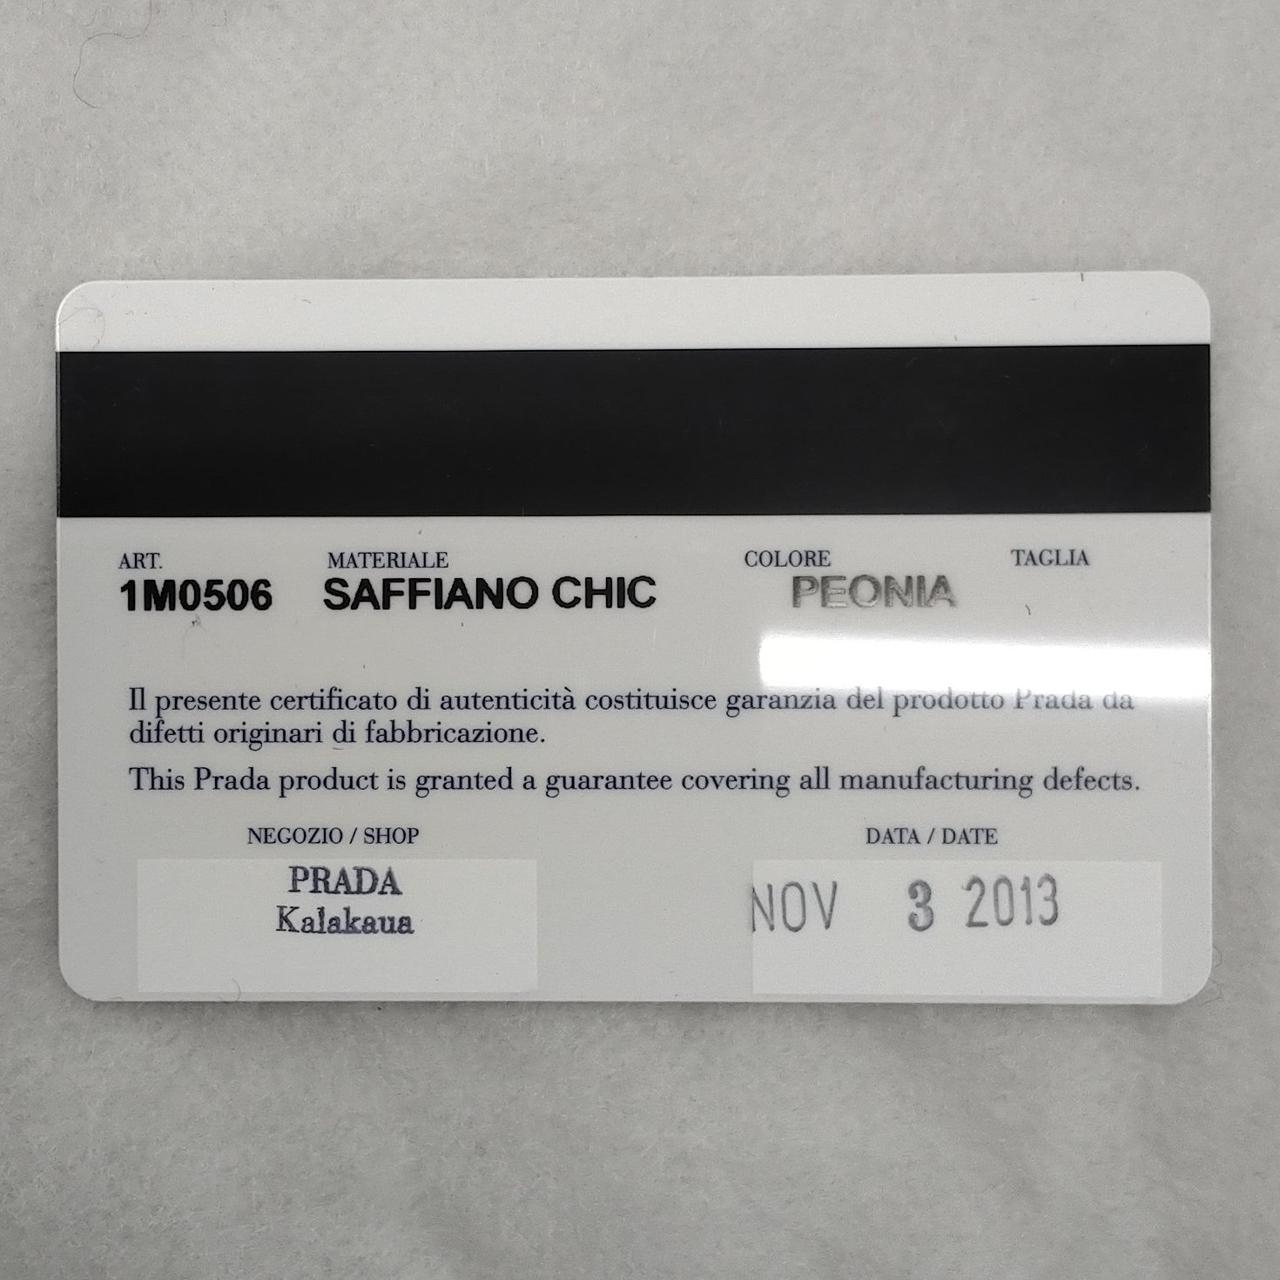 ART. MATERIALE COLORE TAGLIA
1M0506 SAFFIANO CHIC PEONIA
Il presente certificato di autenticità costituisce garanzia del prodotto Prada da
difetti originari di fabbricazione.
This Prada product is granted a guarantee covering all manufacturing defects.
NEGOZIO / SHOP DATA / DATE
PRADA
Kalakaua
NOV 3 2013